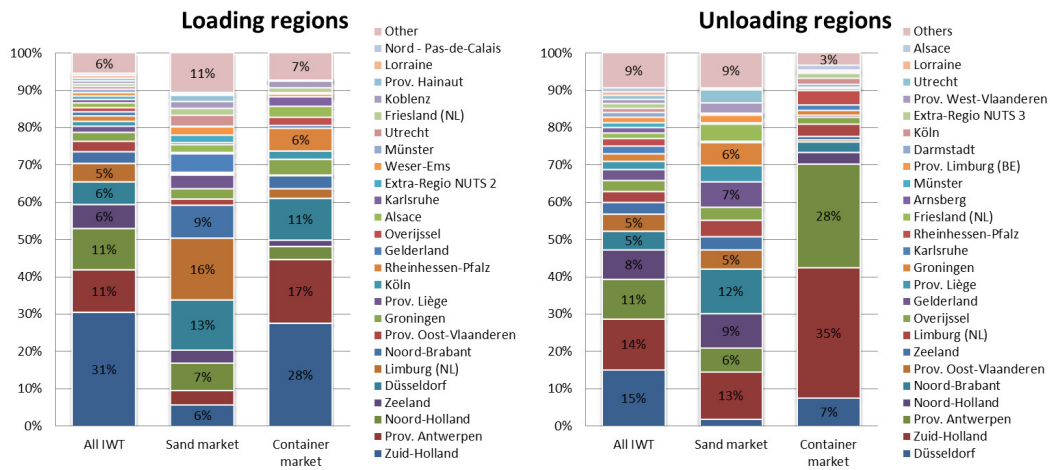 Loading regions
100%
90%
80%
70%
60%
50%
40%
30%
20%
10%
0%
6%
5%
6%
6%
11%
11%
31%
11%
9%
16%
13%
7%
6%
7%
6%
11%
17%
28%
All IWT
Sand market
Container
market
Other
Nord - Pas-de-Calais
Lorraine
Prov. Hainaut
Koblenz
Friesland (NL)
Utrecht
Münster
Weser-Ems
Extra-Regio NUTS 2
Karlsruhe
Alsace
Overijssel
Gelderland
Rheinhessen-Pfalz
Köln
Prov. Liège
Groningen
Prov. Oost-Vlaanderen
Noord-Brabant
Limburg (NL)
Düsseldorf
Zeeland
Noord-Holland
Prov. Antwerpen
Zuid-Holland
Unloading regions
100%
90%
80%
70%
60%
50%
40%
30%
20%
10%
0%
9%
5%
5%
8%
11%
14%
15%
9%
6%
7%
5%
12%
9%
6%
13%
3%
28%
35%
7%
All IWT
Sand market
Container
market
Others
Alsace
Lorraine
Utrecht
Prov. West-Vlaanderen
Extra-Regio NUTS 3
Köln
Darmstadt
Prov. Limburg (BE)
Münster
Arnsberg
Friesland (NL)
Rheinhessen-Pfalz
Karlsruhe
Groningen
Prov. Liège
Gelderland
Overijssel
Limburg (NL)
Zeeland
Prov. Oost-Vlaanderen
Noord-Brabant
Noord-Holland
Prov. Antwerpen
Zuid-Holland
Düsseldorf